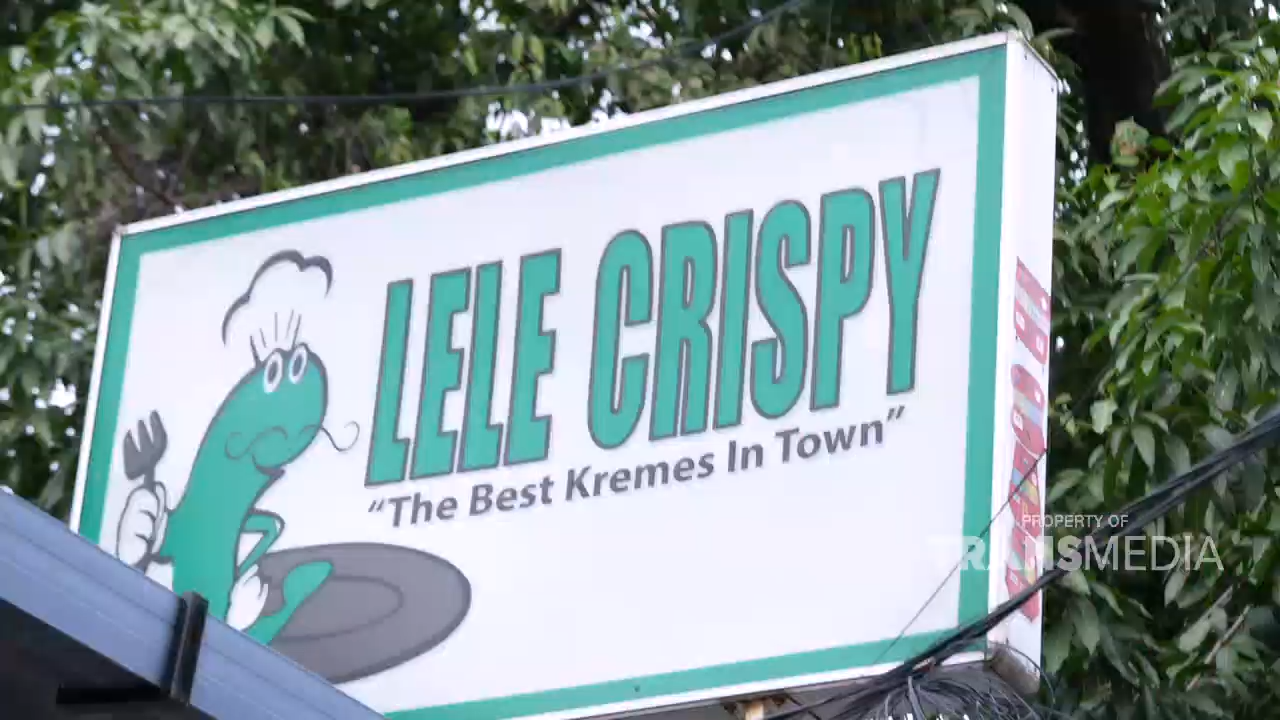 LELE CRISPY
“The Best Kremes In Town”
PROPERTY OF
TRANSMEDIA